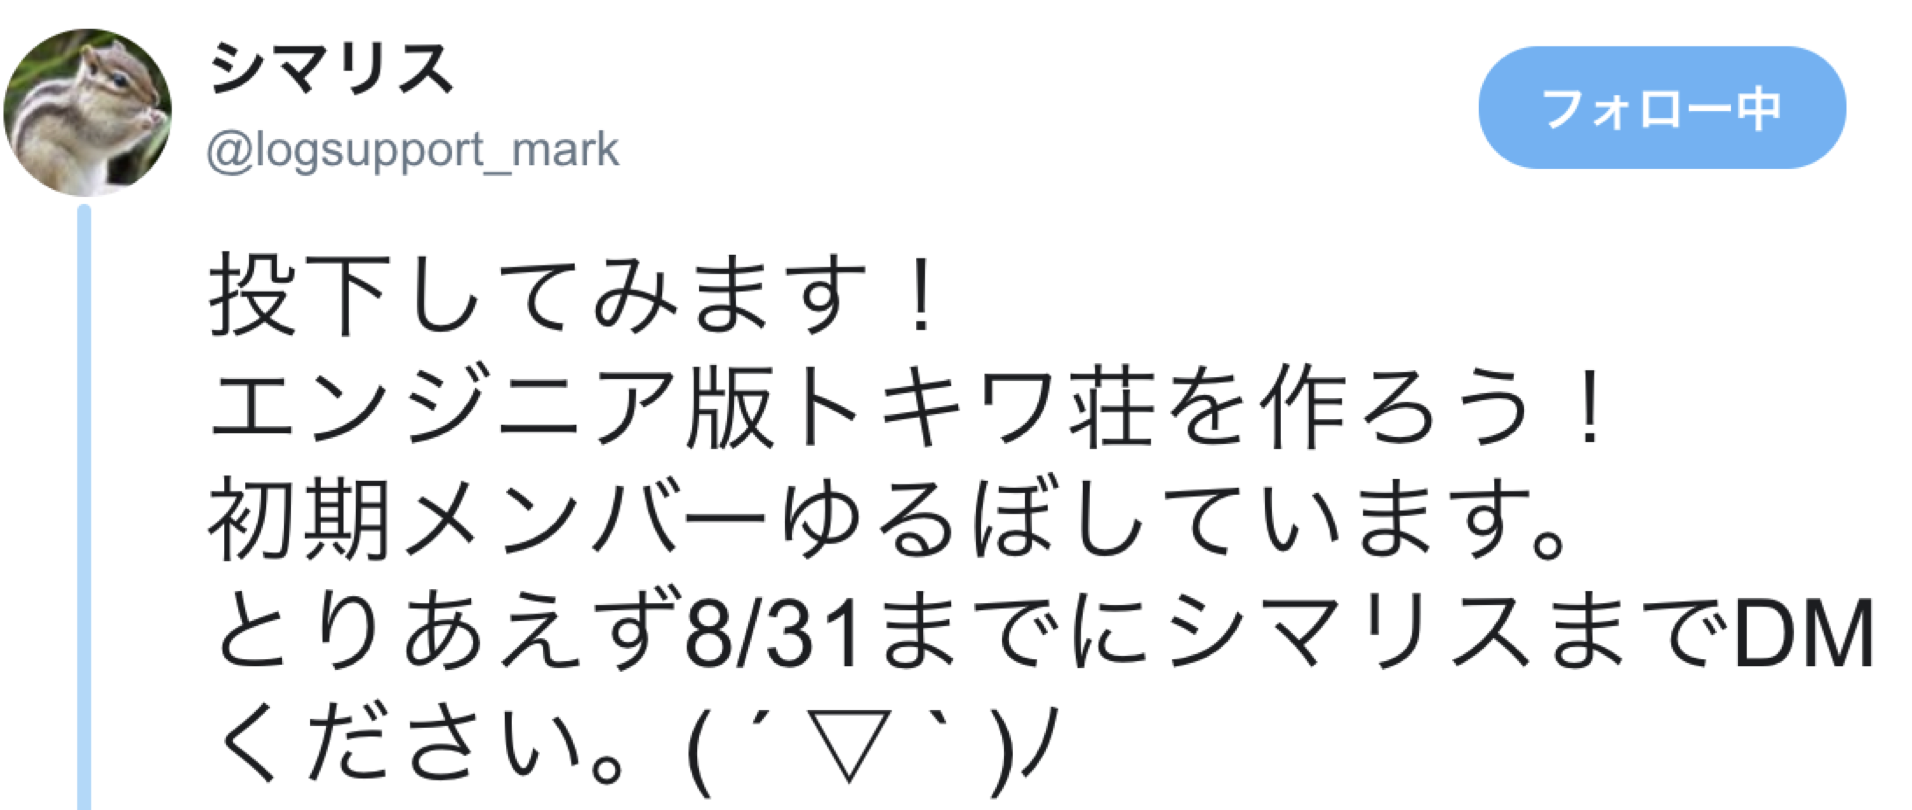 シマリス
@logsupport_mark
フォロー中
投下してみます！
エンジニア版トキワ荘を作ろう！
初期メンバーゆるぼしています。
とりあえず8/31までにシマリスまでDM
ください。( ´ ▽ ` )ﾉ